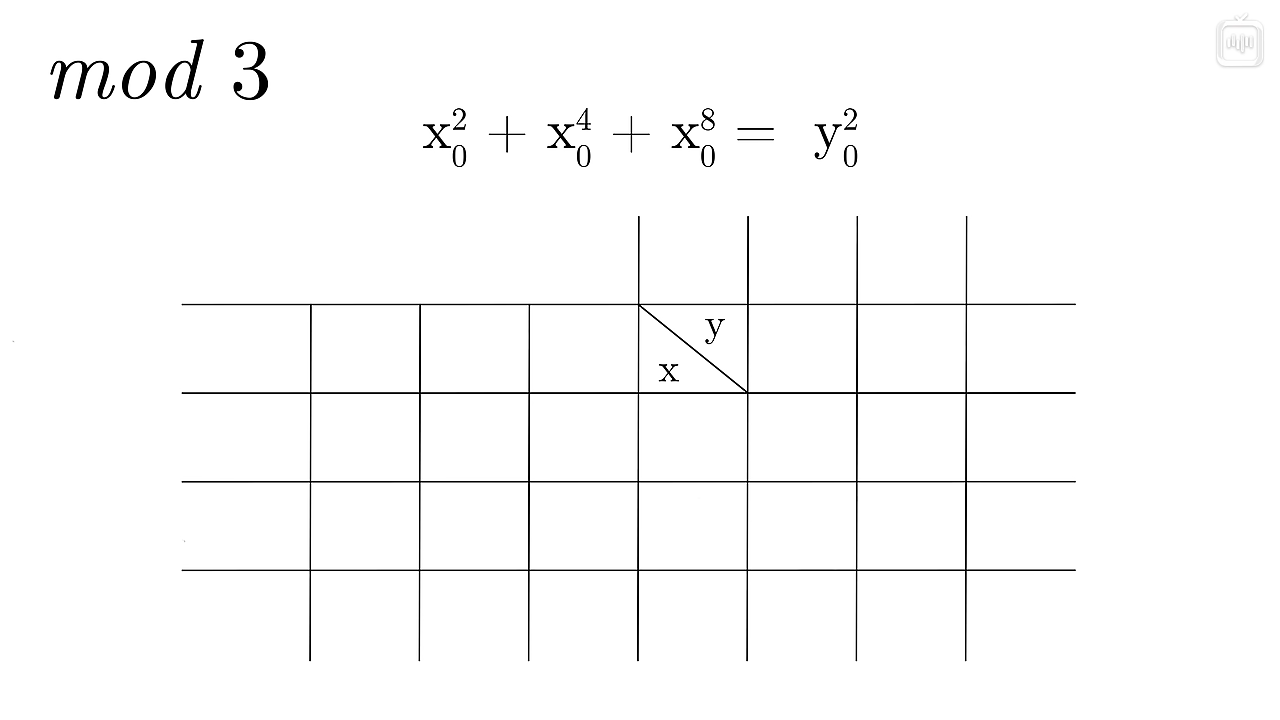 mod 3
x₀² + x₀⁴ + x₀⁸ = y₀²
y
x